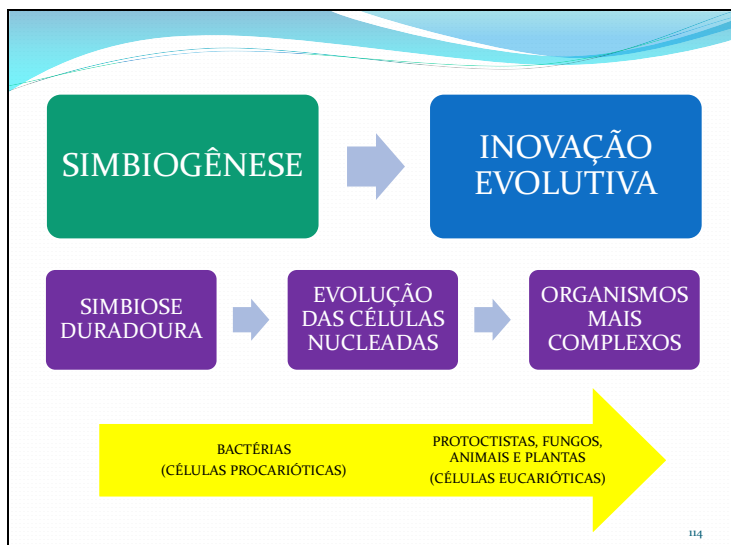 SIMBIOGÊNESE
INOVAÇÃO
EVOLUTIVA
SIMBIOSE
DURADOURA
EVOLUÇÃO
DAS CÉLULAS
NUCLEADAS
ORGANISMOS
MAIS
COMPLEXOS
BACTÉRIAS
(CÉLULAS PROCARIÓTICAS)
PROTOCTISTAS, FUNGOS,
ANIMAIS E PLANTAS
(CÉLULAS EUCARIÓTICAS)
114